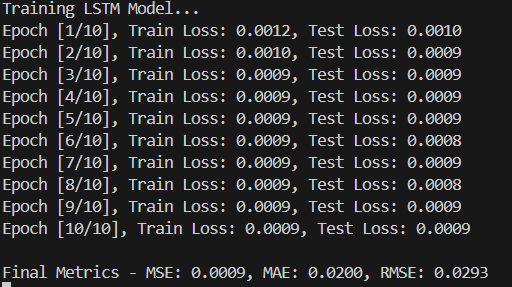 Training LSTM Model...
Epoch [1/10], Train Loss: 0.0012, Test Loss: 0.0010
Epoch [2/10], Train Loss: 0.0010, Test Loss: 0.0009
Epoch [3/10], Train Loss: 0.0009, Test Loss: 0.0009
Epoch [4/10], Train Loss: 0.0009, Test Loss: 0.0009
Epoch [5/10], Train Loss: 0.0009, Test Loss: 0.0009
Epoch [6/10], Train Loss: 0.0009, Test Loss: 0.0008
Epoch [7/10], Train Loss: 0.0009, Test Loss: 0.0009
Epoch [8/10], Train Loss: 0.0009, Test Loss: 0.0008
Epoch [9/10], Train Loss: 0.0009, Test Loss: 0.0009
Epoch [10/10], Train Loss: 0.0009, Test Loss: 0.0009
Final Metrics - MSE: 0.0009, MAE: 0.0200, RMSE: 0.0293